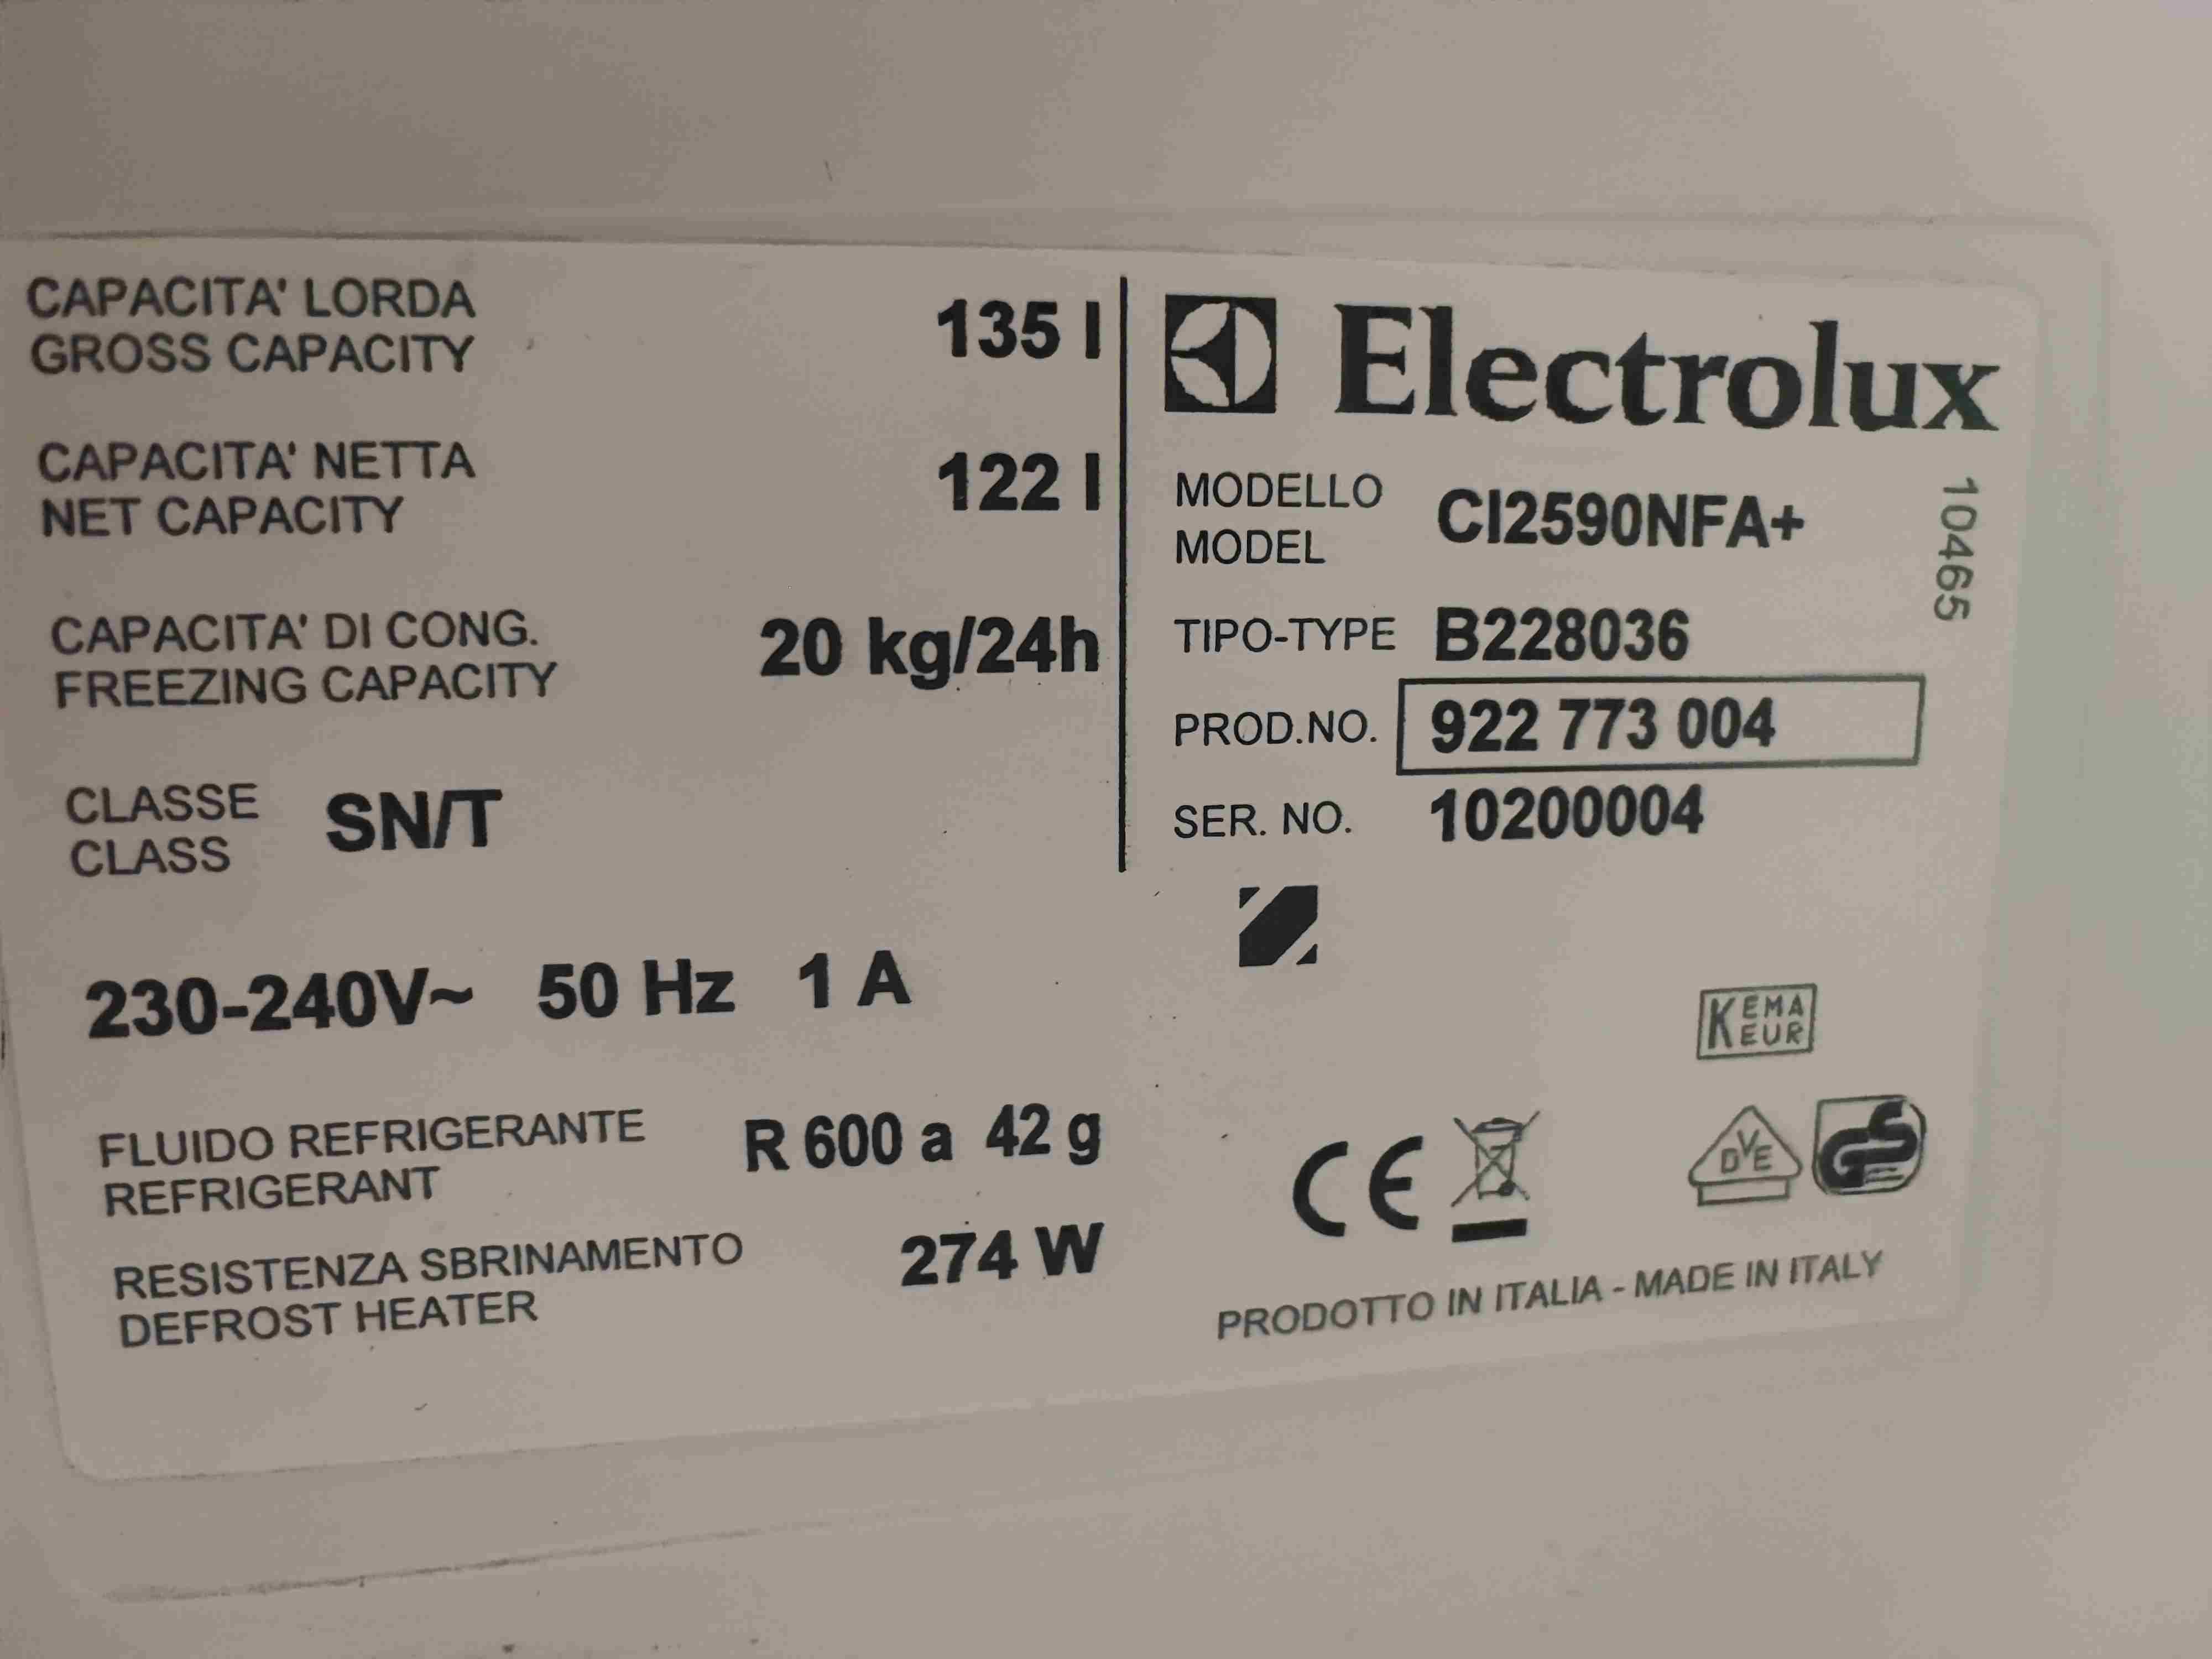 CAPACITA' LORDA
GROSS CAPACITY
135 l
CAPACITA' NETTA
NET CAPACITY
122 l
CAPACITA' DI CONG.
FREEZING CAPACITY
20 kg/24h
CLASSE
CLASS
SN/T
230-240V~ 50 Hz 1 A
FLUIDO REFRIGERANTE
REFRIGERANT
R 600 a 42 g
RESISTENZA SBRINAMENTO
DEFROST HEATER
274 W
Electrolux
MODELLO
MODEL
CI2590NFA+
10465
TIPO-TYPE B228036
PROD.NO. 922 773 004
SER. NO. 10200004
KEMA
KEUR
CE
DVE
GS
PRODOTTO IN ITALIA - MADE IN ITALY